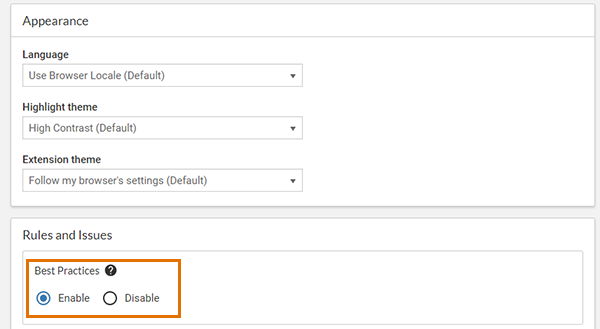 Appearance
Language
Use Browser Locale (Default)
Highlight theme
High Contrast (Default)
Extension theme
Follow my browser's settings (Default)
Rules and Issues
Best Practices ?
Enable Disable